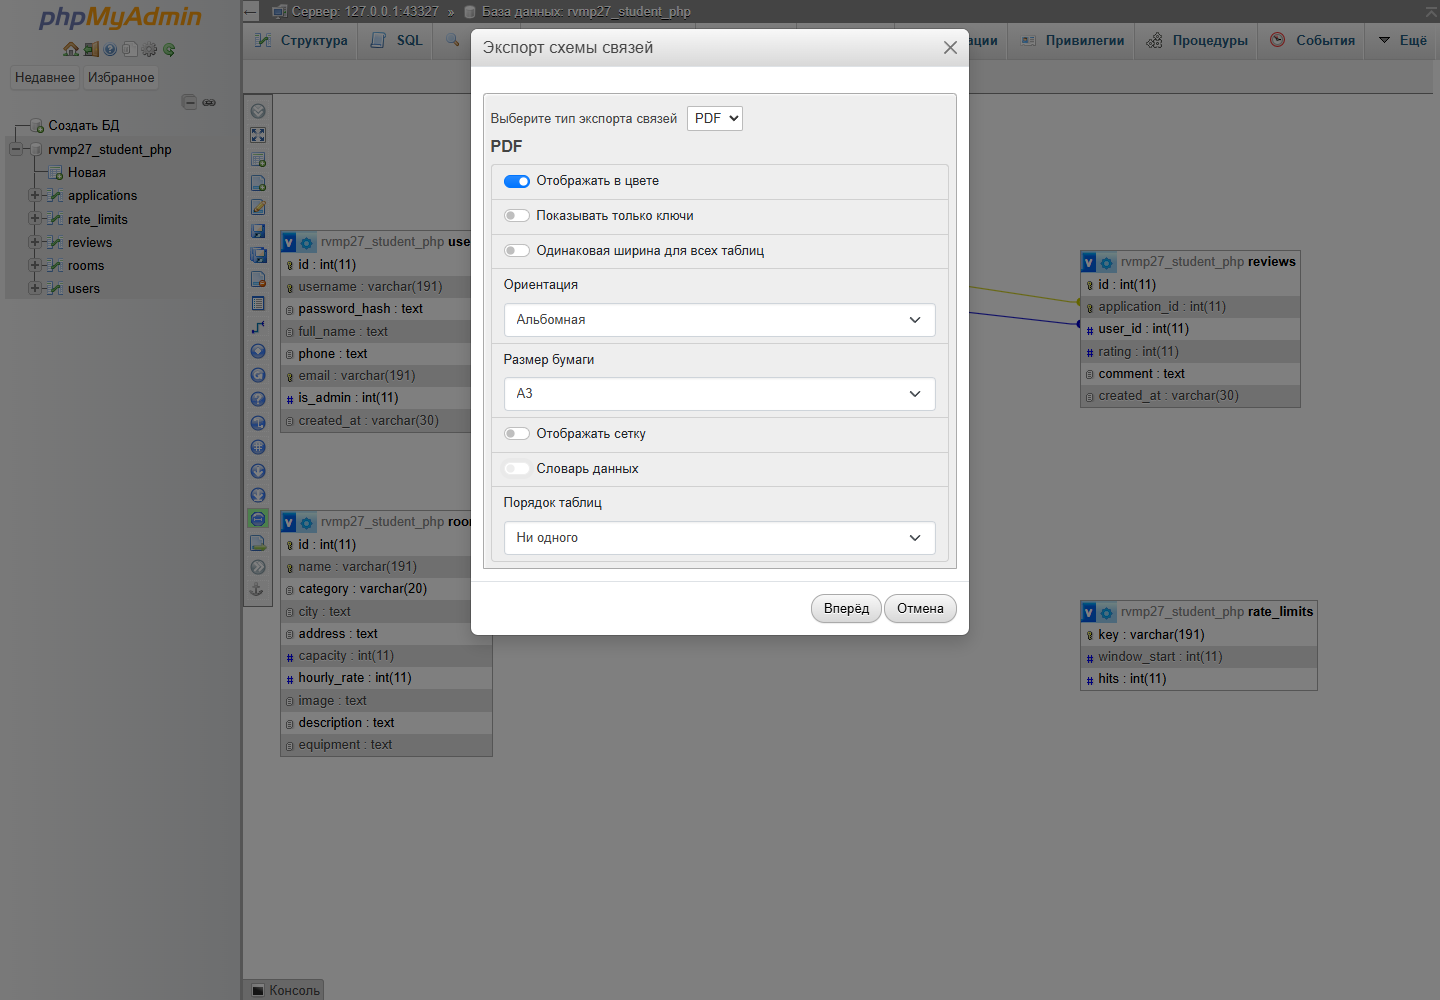 phpMyAdmin
Недавнее
Избранное
Создать БД
rvmp27_student_php
Новая
applications
rate_limits
reviews
rooms
users
Сервер: 127.0.0.1:43327 » База данных: rvmp27_student_php
Структура
SQL
ации
Привилегии
Процедуры
События
Ещё
Экспорт схемы связей
Выберите тип экспорта связей PDF
PDF
Отображать в цвете
Показывать только ключи
Одинаковая ширина для всех таблиц
Ориентация
Альбомная
Размер бумаги
A3
Отображать сетку
Словарь данных
Порядок таблиц
Ни одного
Вперёд
Отмена
rvmp27_student_php use
id : int(11)
username : varchar(191)
password_hash : text
full_name : text
phone : text
email : varchar(191)
is_admin : int(11)
created_at : varchar(30)
rvmp27_student_php roo
id : int(11)
name : varchar(191)
category : varchar(20)
city : text
address : text
capacity : int(11)
hourly_rate : int(11)
image : text
description : text
equipment : text
rvmp27_student_php reviews
id : int(11)
application_id : int(11)
user_id : int(11)
rating : int(11)
comment : text
created_at : varchar(30)
rvmp27_student_php rate_limits
key : varchar(191)
window_start : int(11)
hits : int(11)
Консоль